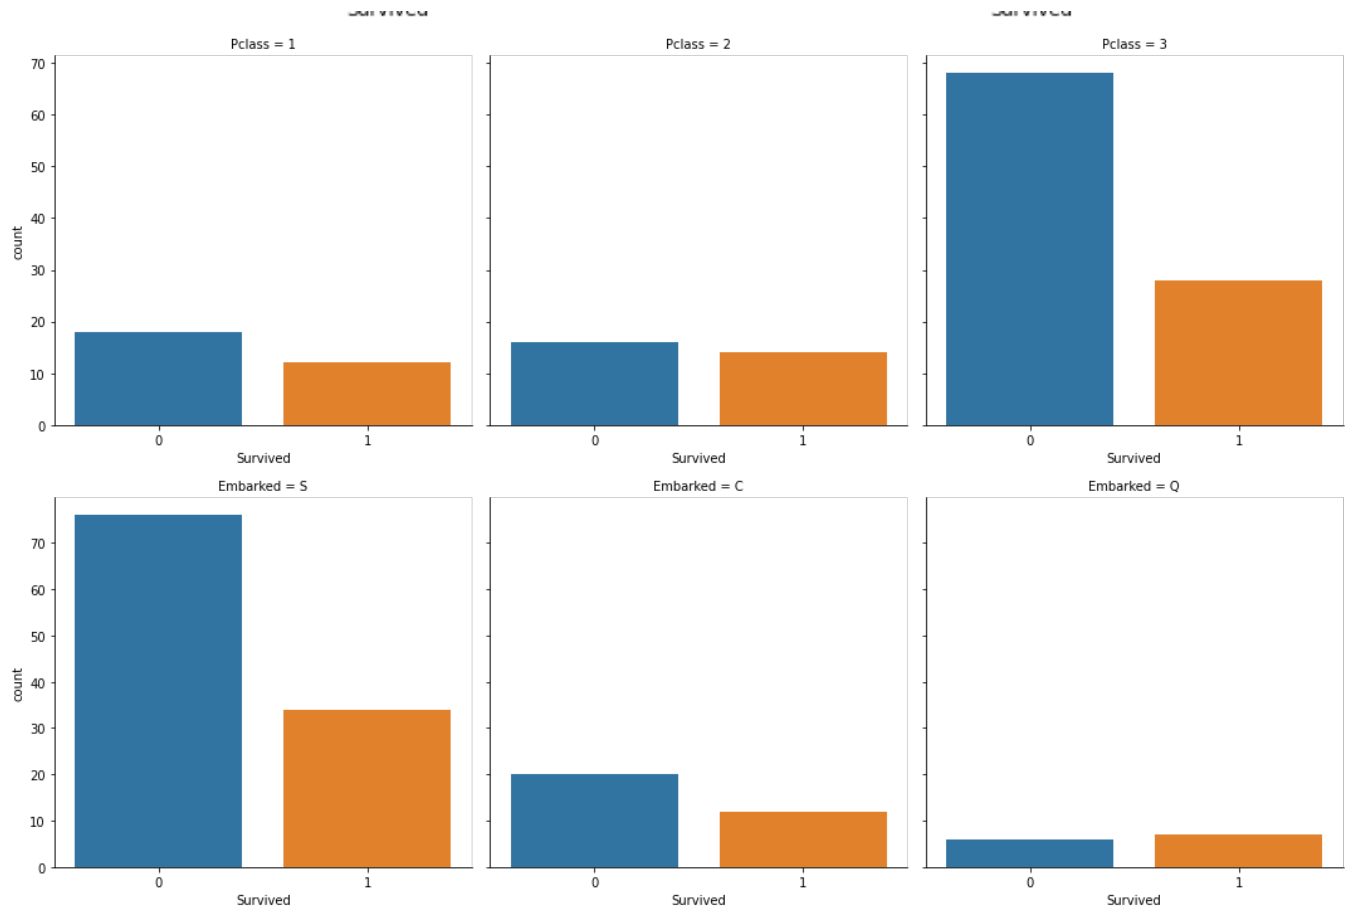 Survived Survived
Pclass = 1 Pclass = 2 Pclass = 3
70
60
50
40
30
20
10
0
count
0 1 0 1 0 1
Survived Survived Survived
Embarked = S Embarked = C Embarked = Q
70
60
50
40
30
20
10
0
count
0 1 0 1 0 1
Survived Survived Survived